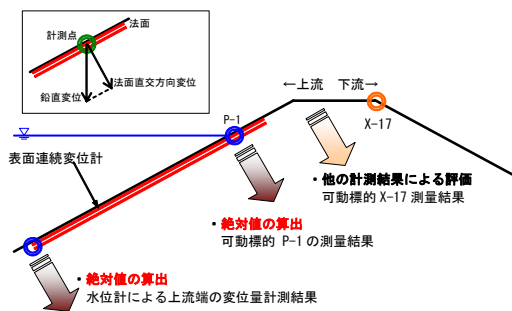 法面
計測点
法面直交方向変位
鉛直変位
←上流 下流→
P-1
X-17
表面連続変位計
・他の計測結果による評価
可動標的 X-17 測量結果
・絶対値の算出
可動標的 P-1 の測量結果
・絶対値の算出
水位計による上流端の変位量計測結果